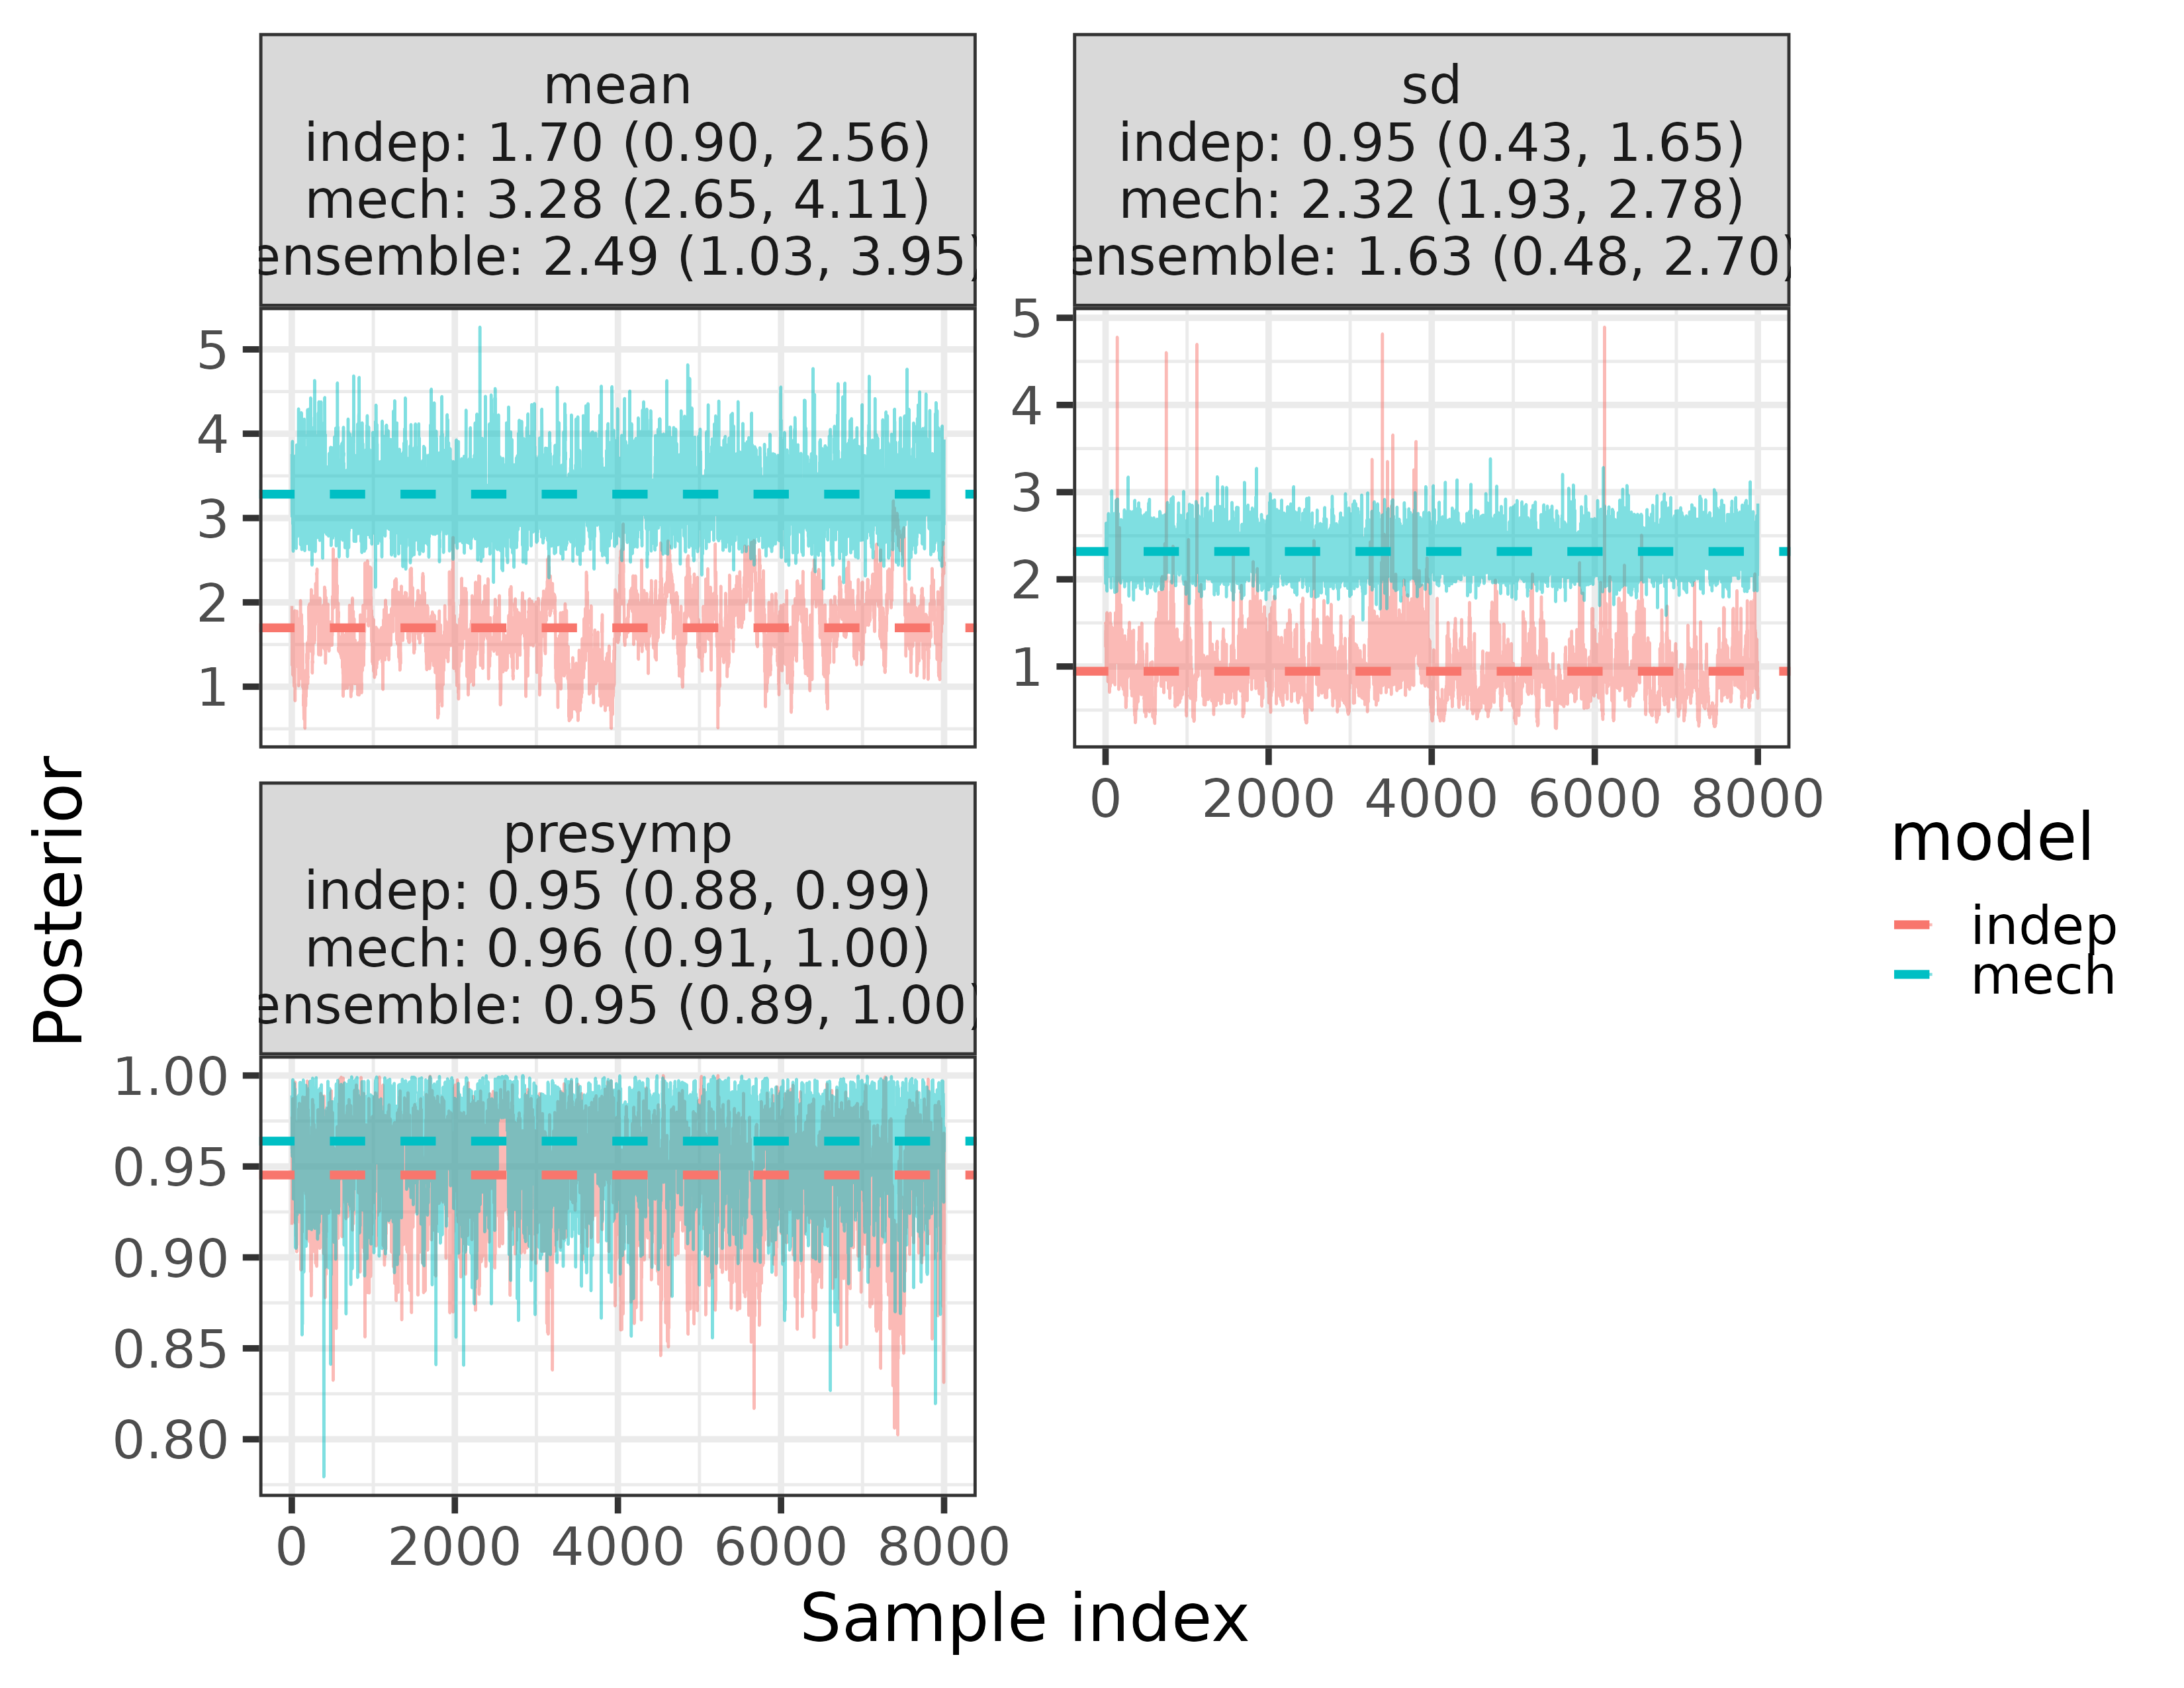 mean
indep: 1.70 (0.90, 2.56)
mech: 3.28 (2.65, 4.11)
ensemble: 2.49 (1.03, 3.95)
sd
indep: 0.95 (0.43, 1.65)
mech: 2.32 (1.93, 2.78)
ensemble: 1.63 (0.48, 2.70)
5
4
3
2
1
5
4
3
2
1
0 2000 4000 6000 8000
presymp
indep: 0.95 (0.88, 0.99)
mech: 0.96 (0.91, 1.00)
ensemble: 0.95 (0.89, 1.00)
1.00
0.95
0.90
0.85
0.80
0 2000 4000 6000 8000
Posterior
Sample index
model
indep
mech